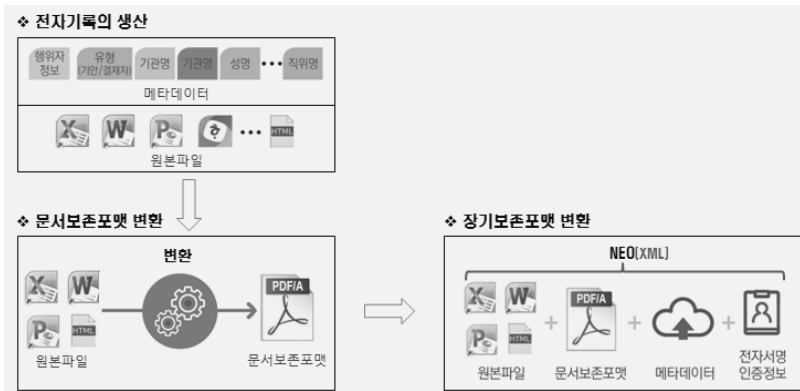 ❖ 전자기록의 생산
행위자
정보
유형
(기안/결재자)
기관명
기관명
성명
•••
직위명
메타데이터
X
W
P
ㅎ
•••
HTML
원본파일
❖ 문서보존포맷 변환
변환
X
W
P
HTML
PDF/A
원본파일
문서보존포맷
❖ 장기보존포맷 변환
NEO(XML)
X
W
P
HTML
+
PDF/A
+
+
원본파일
문서보존포맷
메타데이터
전자서명
인증정보